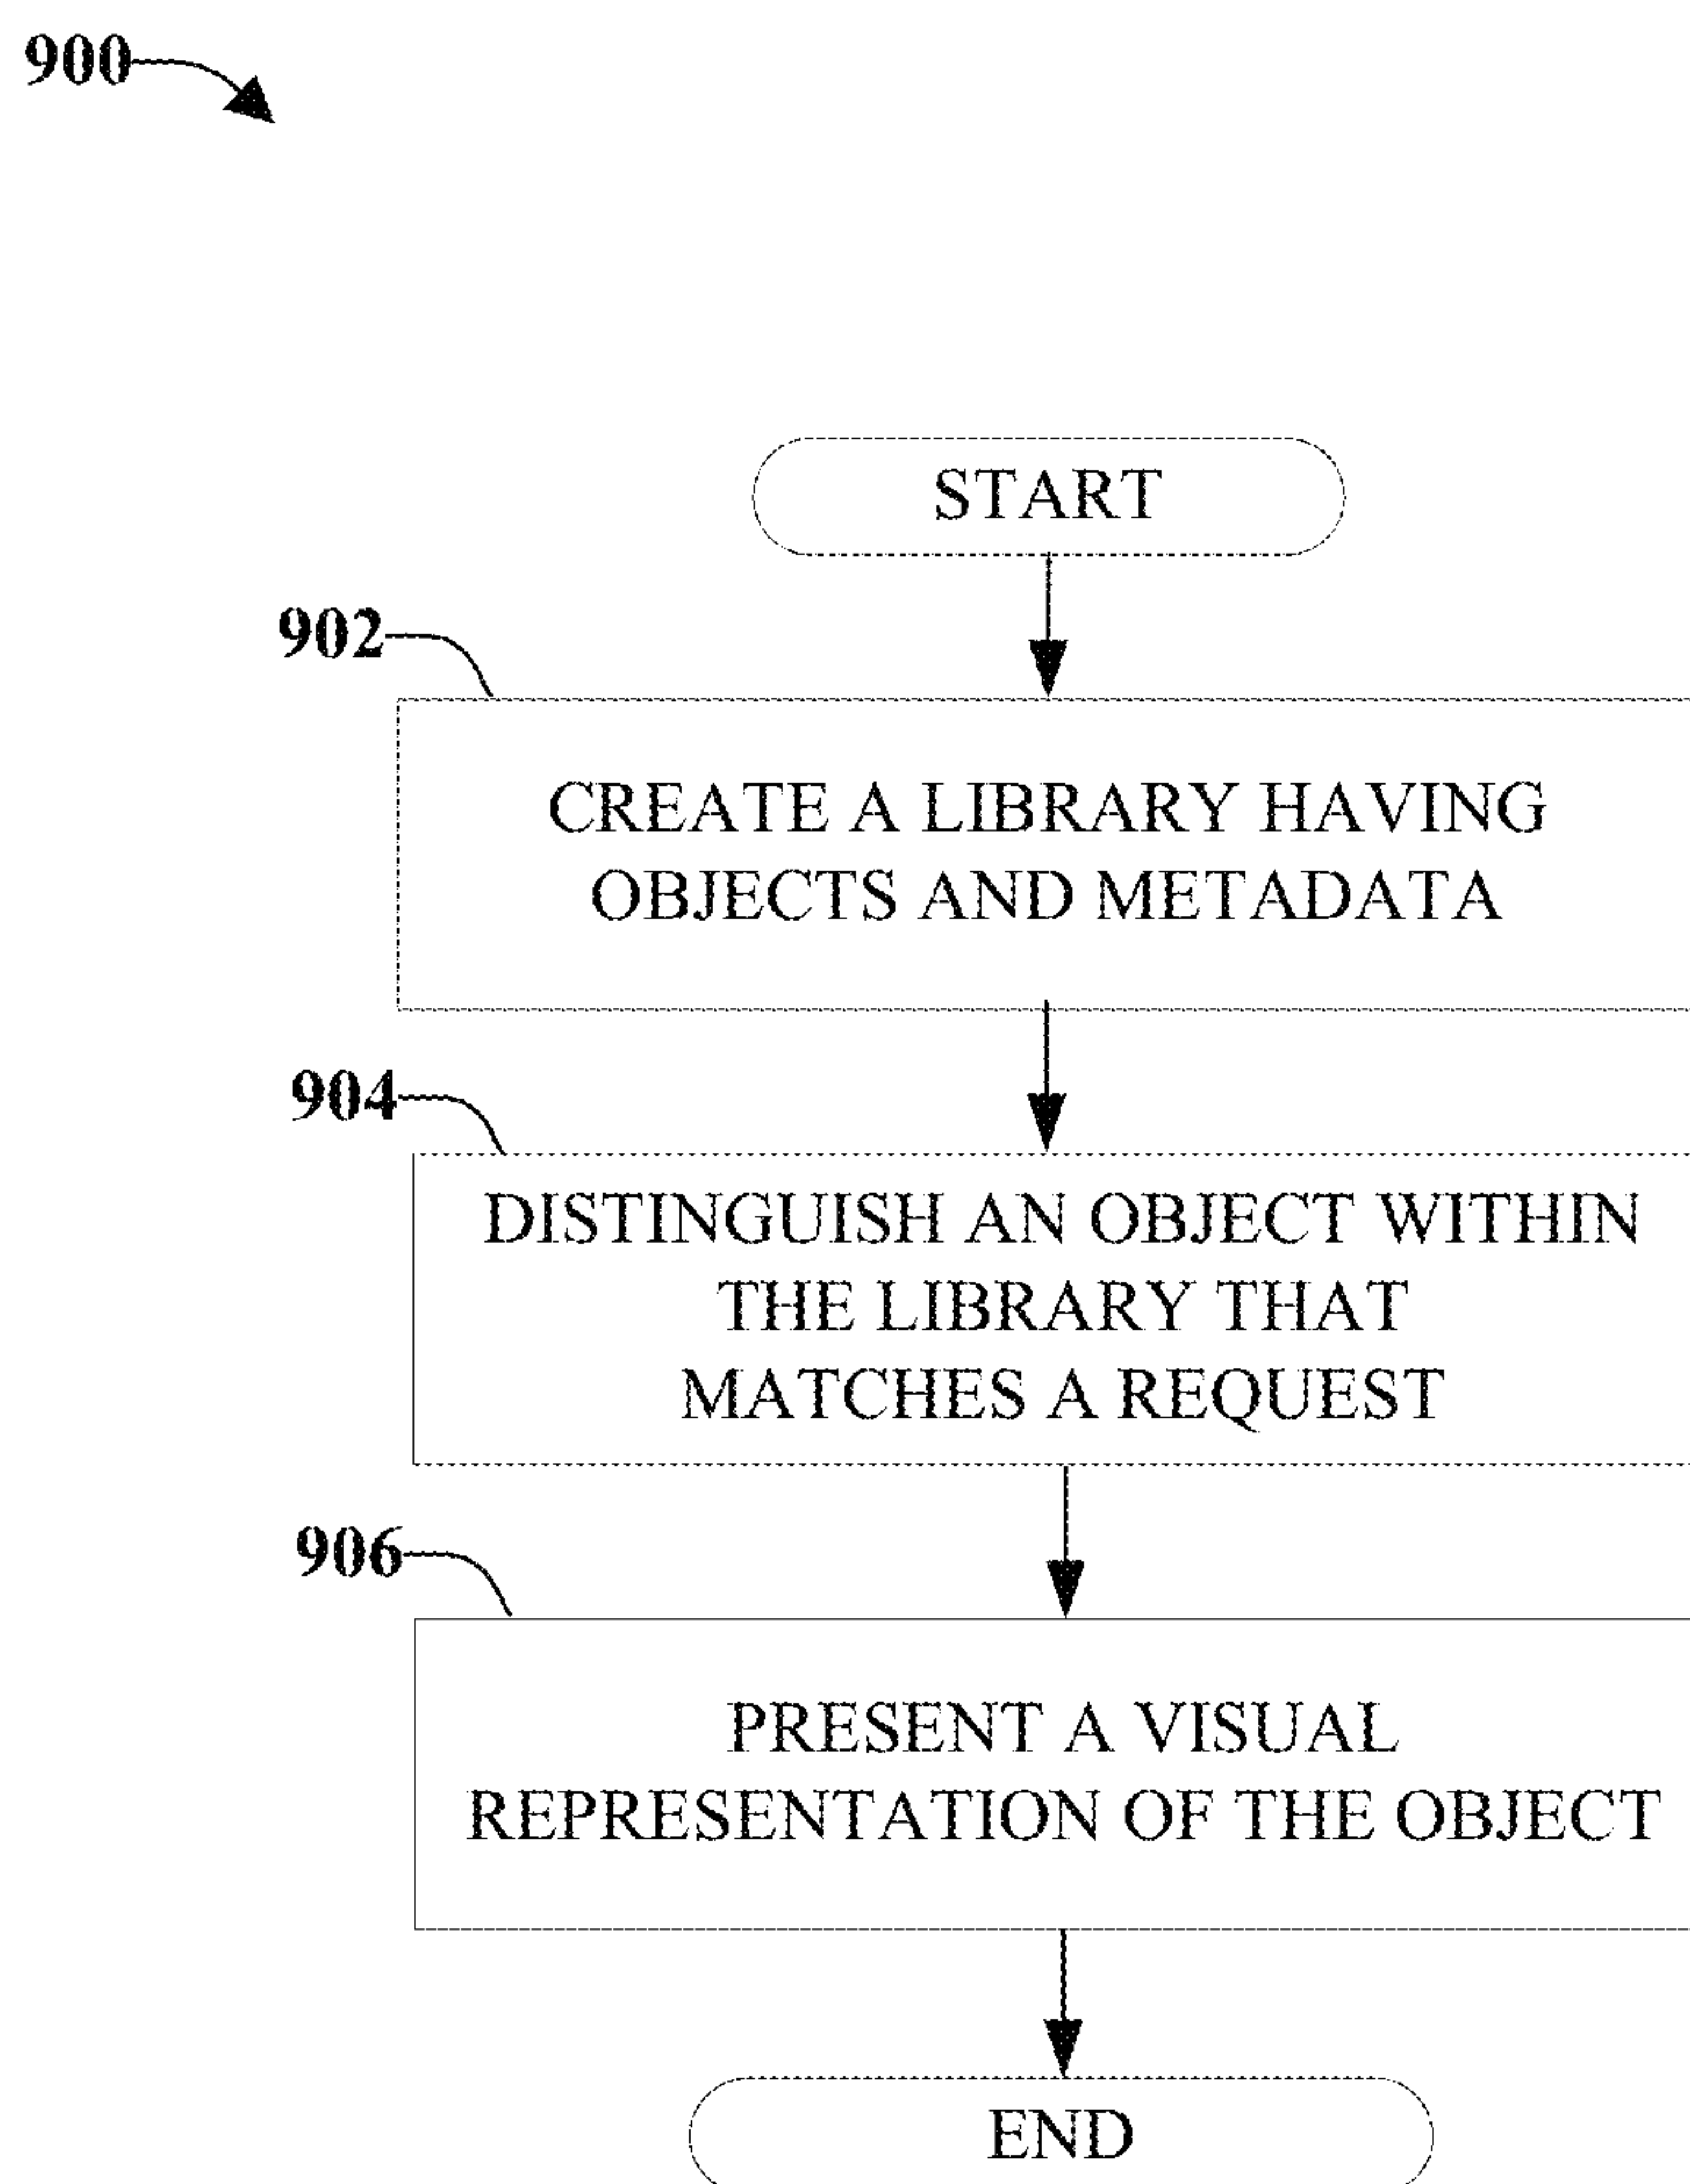 900
START
902
CREATE A LIBRARY HAVING
OBJECTS AND METADATA
904
DISTINGUISH AN OBJECT WITHIN
THE LIBRARY THAT
MATCHES A REQUEST
906
PRESENT A VISUAL
REPRESENTATION OF THE OBJECT
END